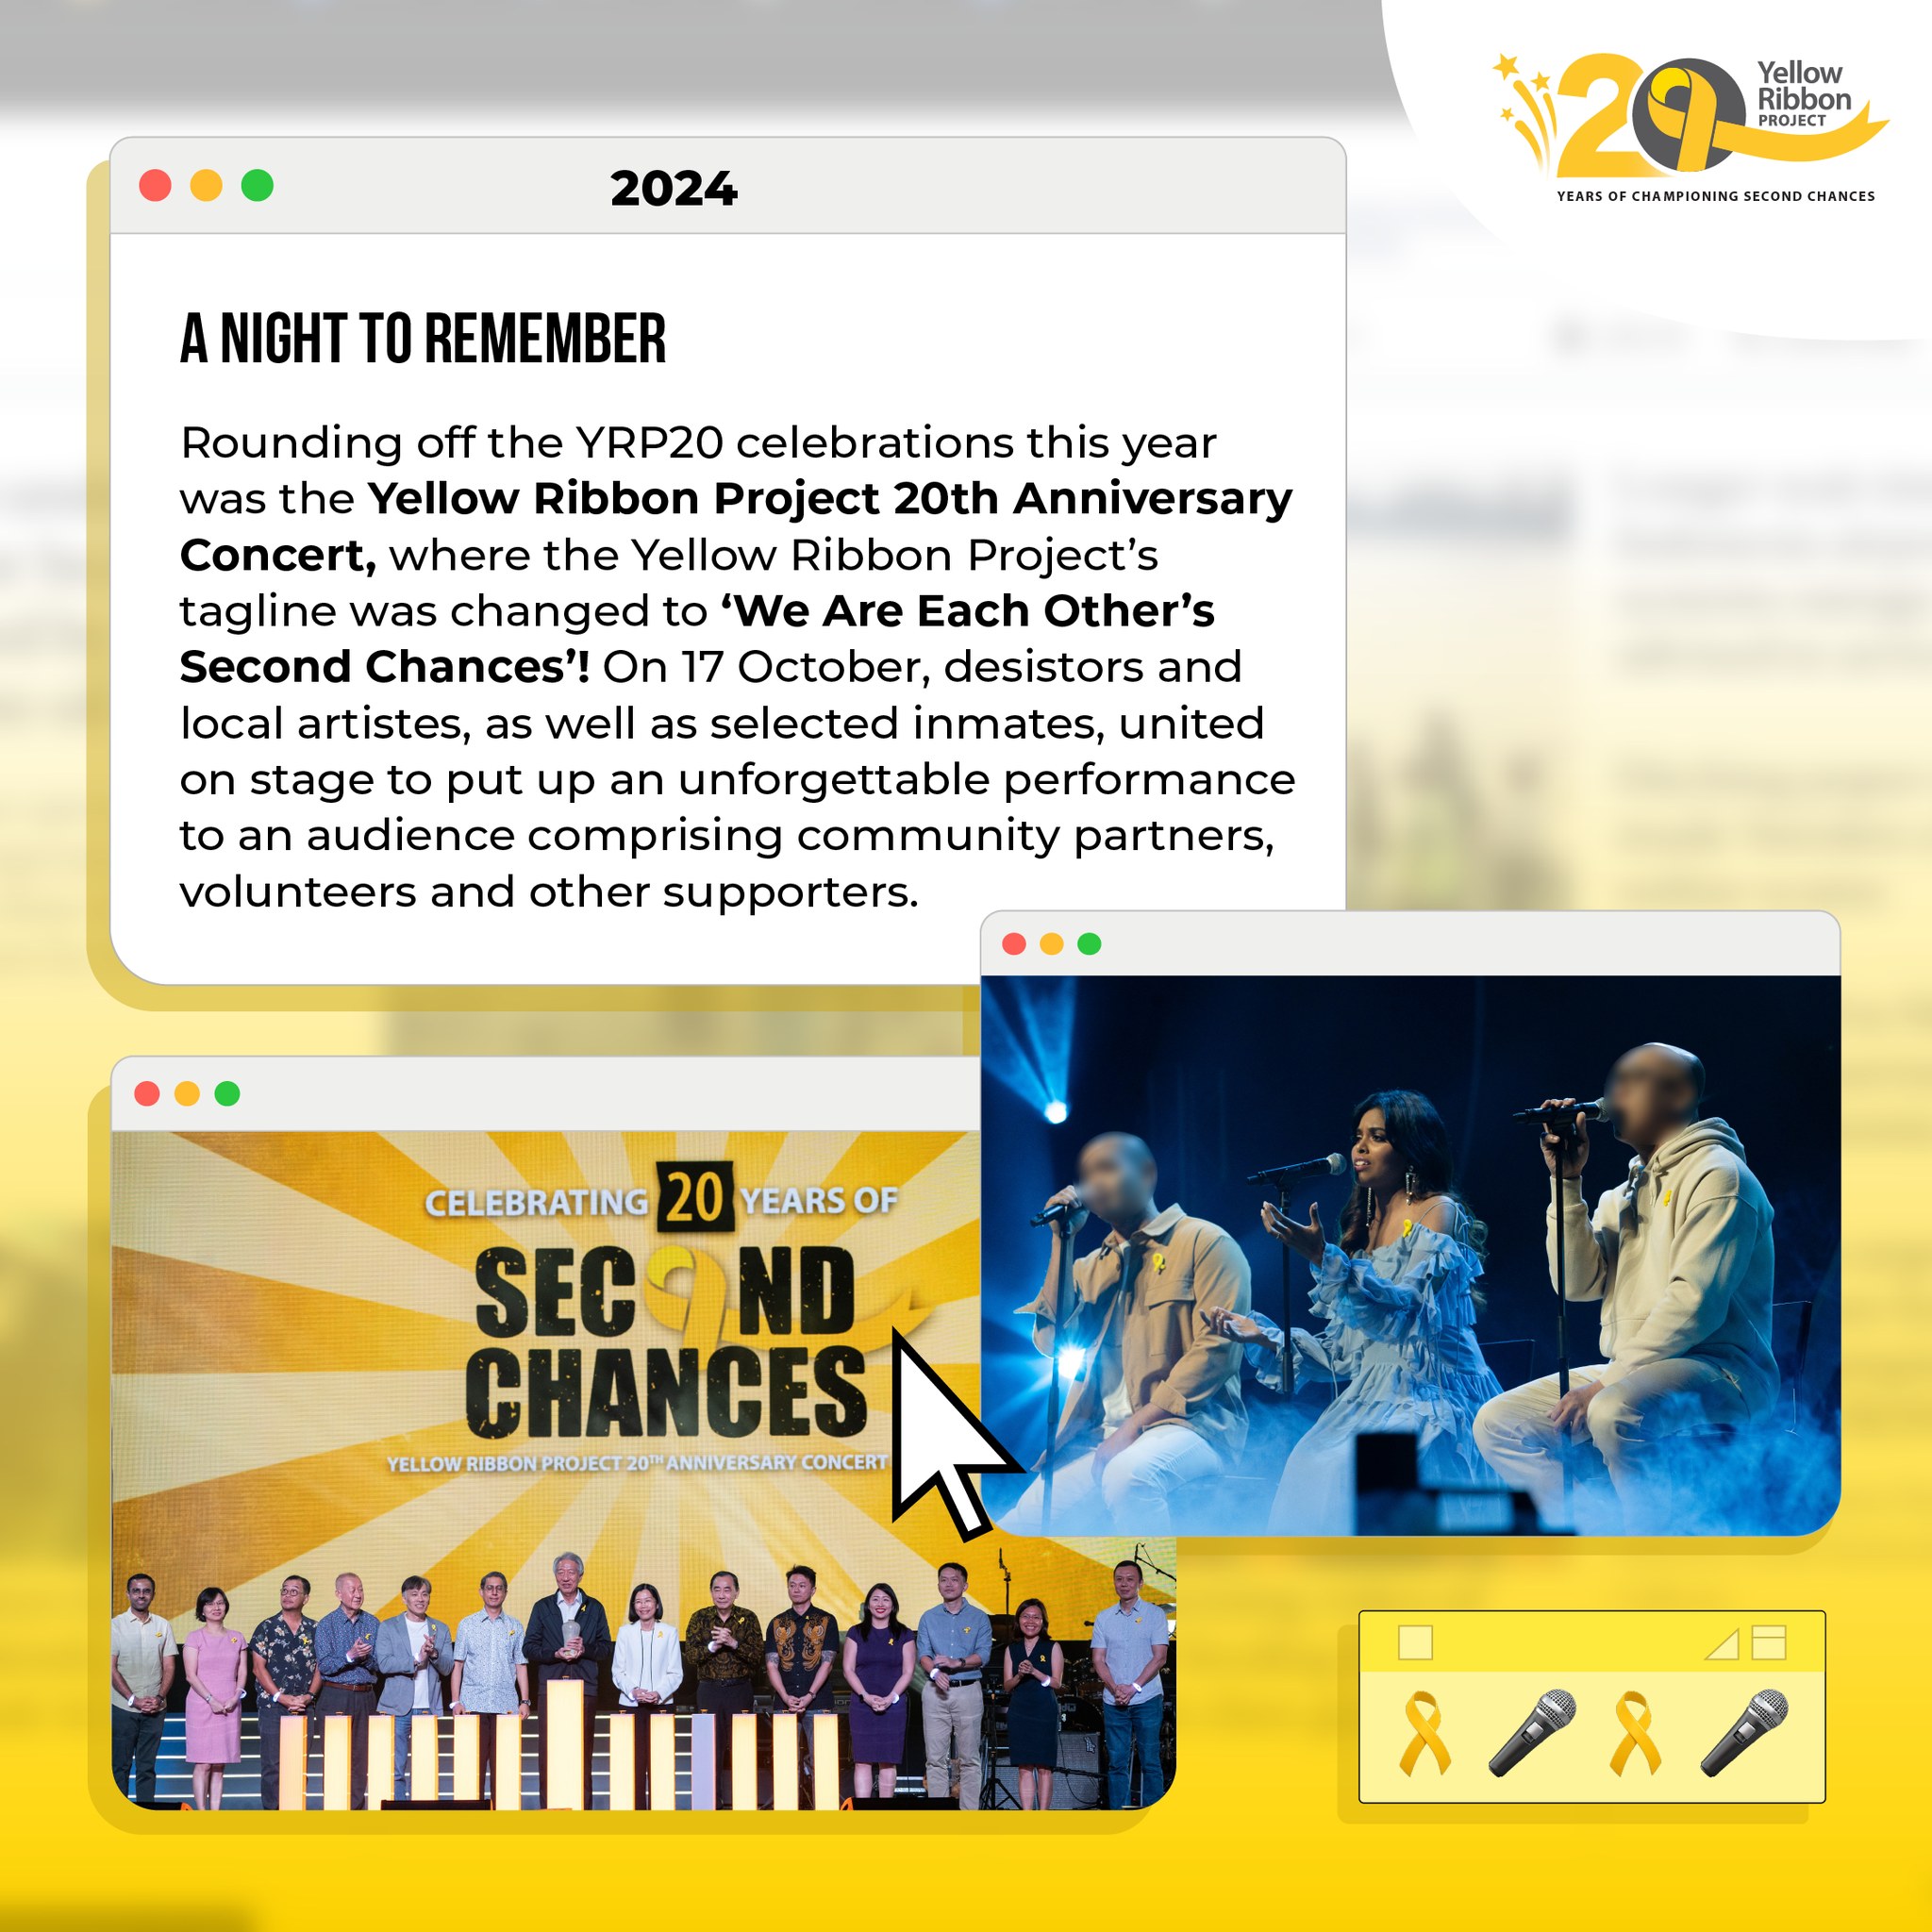 20
Yellow
Ribbon
PROJECT
YEARS OF CHAMPIONING SECOND CHANCES
2024
A NIGHT TO REMEMBER
Rounding off the YRP20 celebrations this year
was the Yellow Ribbon Project 20th Anniversary
Concert, where the Yellow Ribbon Project’s
tagline was changed to ‘We Are Each Other’s
Second Chances’! On 17 October, desistors and
local artistes, as well as selected inmates, united
on stage to put up an unforgettable performance
to an audience comprising community partners,
volunteers and other supporters.
CELEBRATING 20 YEARS OF
SECOND
CHANCES
YELLOW RIBBON PROJECT 20TH ANNIVERSARY CONCERT